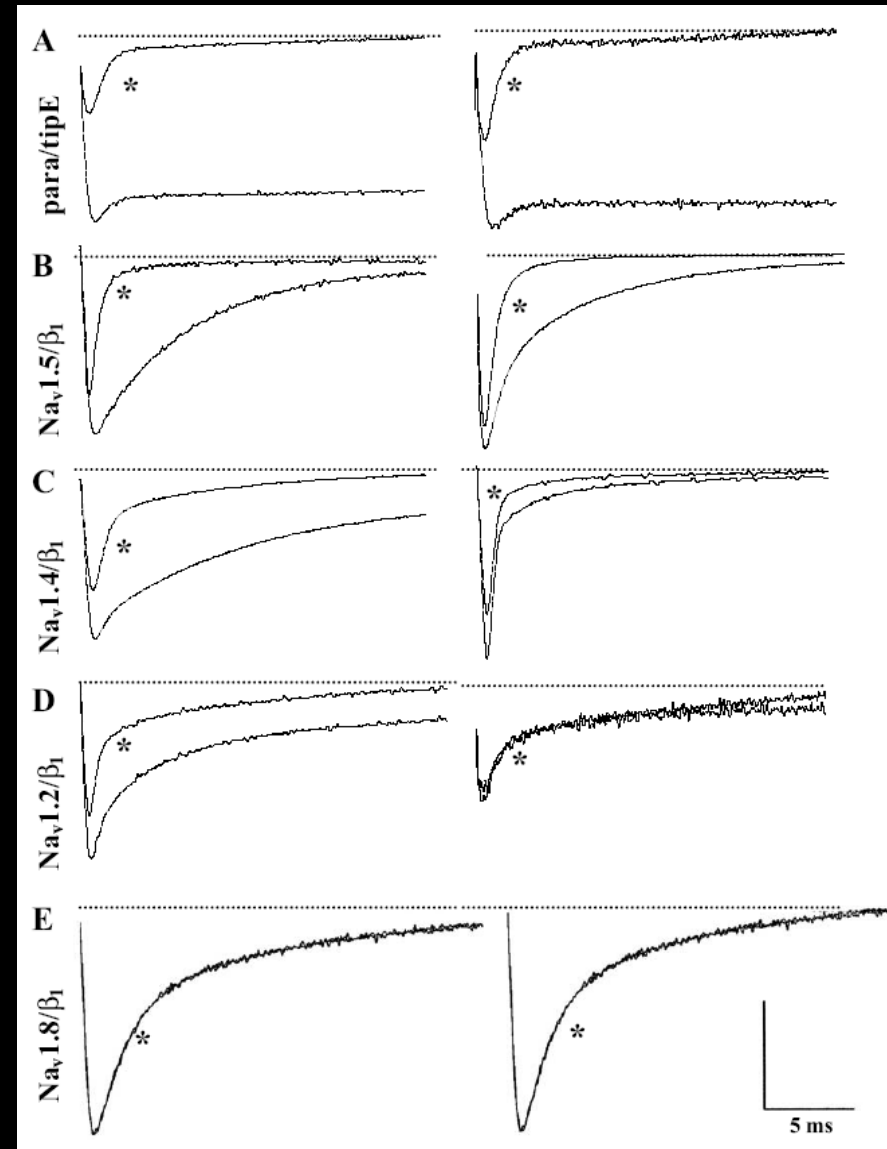 A
para/tipE
*
*
B
Naᵥ1.5/β₁
*
*
C
Naᵥ1.4/β₁
*
*
D
Naᵥ1.2/β₁
*
*
E
Naᵥ1.8/β₁
*
*
5 ms